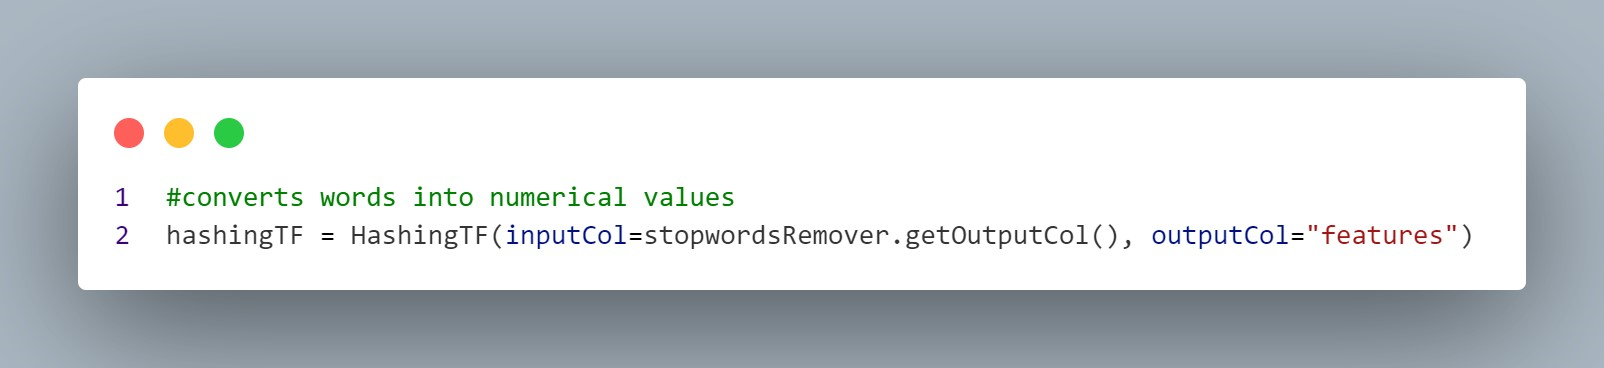 1 #converts words into numerical values
2 hashingTF = HashingTF(inputCol=stopwordsRemover.getOutputCol(), outputCol="features")